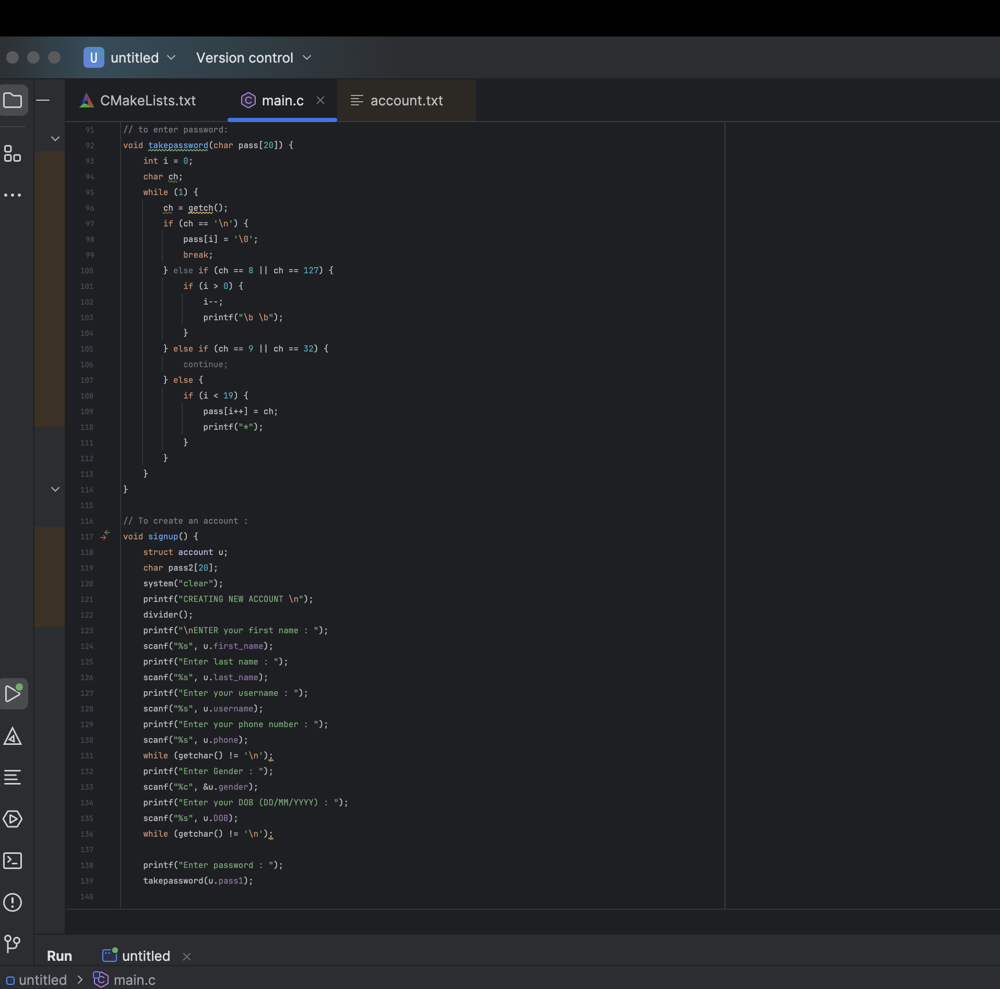 U untitled Version control
CMakeLists.txt main.c account.txt
91 // to enter password:
92 void takepassword(char pass[20]) {
93     int i = 0;
94     char ch;
95     while (1) {
96         ch = getch();
97         if (ch == '\n') {
98             pass[i] = '\0';
99             break;
100         } else if (ch == 8 || ch == 127) {
101             if (i > 0) {
102                 i--;
103                 printf("\b \b");
104             }
105         } else if (ch == 9 || ch == 32) {
106             continue;
107         } else {
108             if (i < 19) {
109                 pass[i++] = ch;
110                 printf("*");
111             }
112         }
113     }
114 }
115
116 // To create an account :
117 void signup() {
118     struct account u;
119     char pass2[20];
120     system("clear");
121     printf("CREATING NEW ACCOUNT \n");
122     divider();
123     printf("\nENTER your first name : ");
124     scanf("%s", u.first_name);
125     printf("Enter last name : ");
126     scanf("%s", u.last_name);
127     printf("Enter your username : ");
128     scanf("%s", u.username);
129     printf("Enter your phone number : ");
130     scanf("%s", u.phone);
131     while (getchar() != '\n');
132     printf("Enter Gender : ");
133     scanf("%c", &u.gender);
134     printf("Enter your DOB (DD/MM/YYYY) : ");
135     scanf("%s", u.DOB);
136     while (getchar() != '\n');
137
138     printf("Enter password : ");
139     takepassword(u.pass1);
140
Run untitled
untitled > main.c